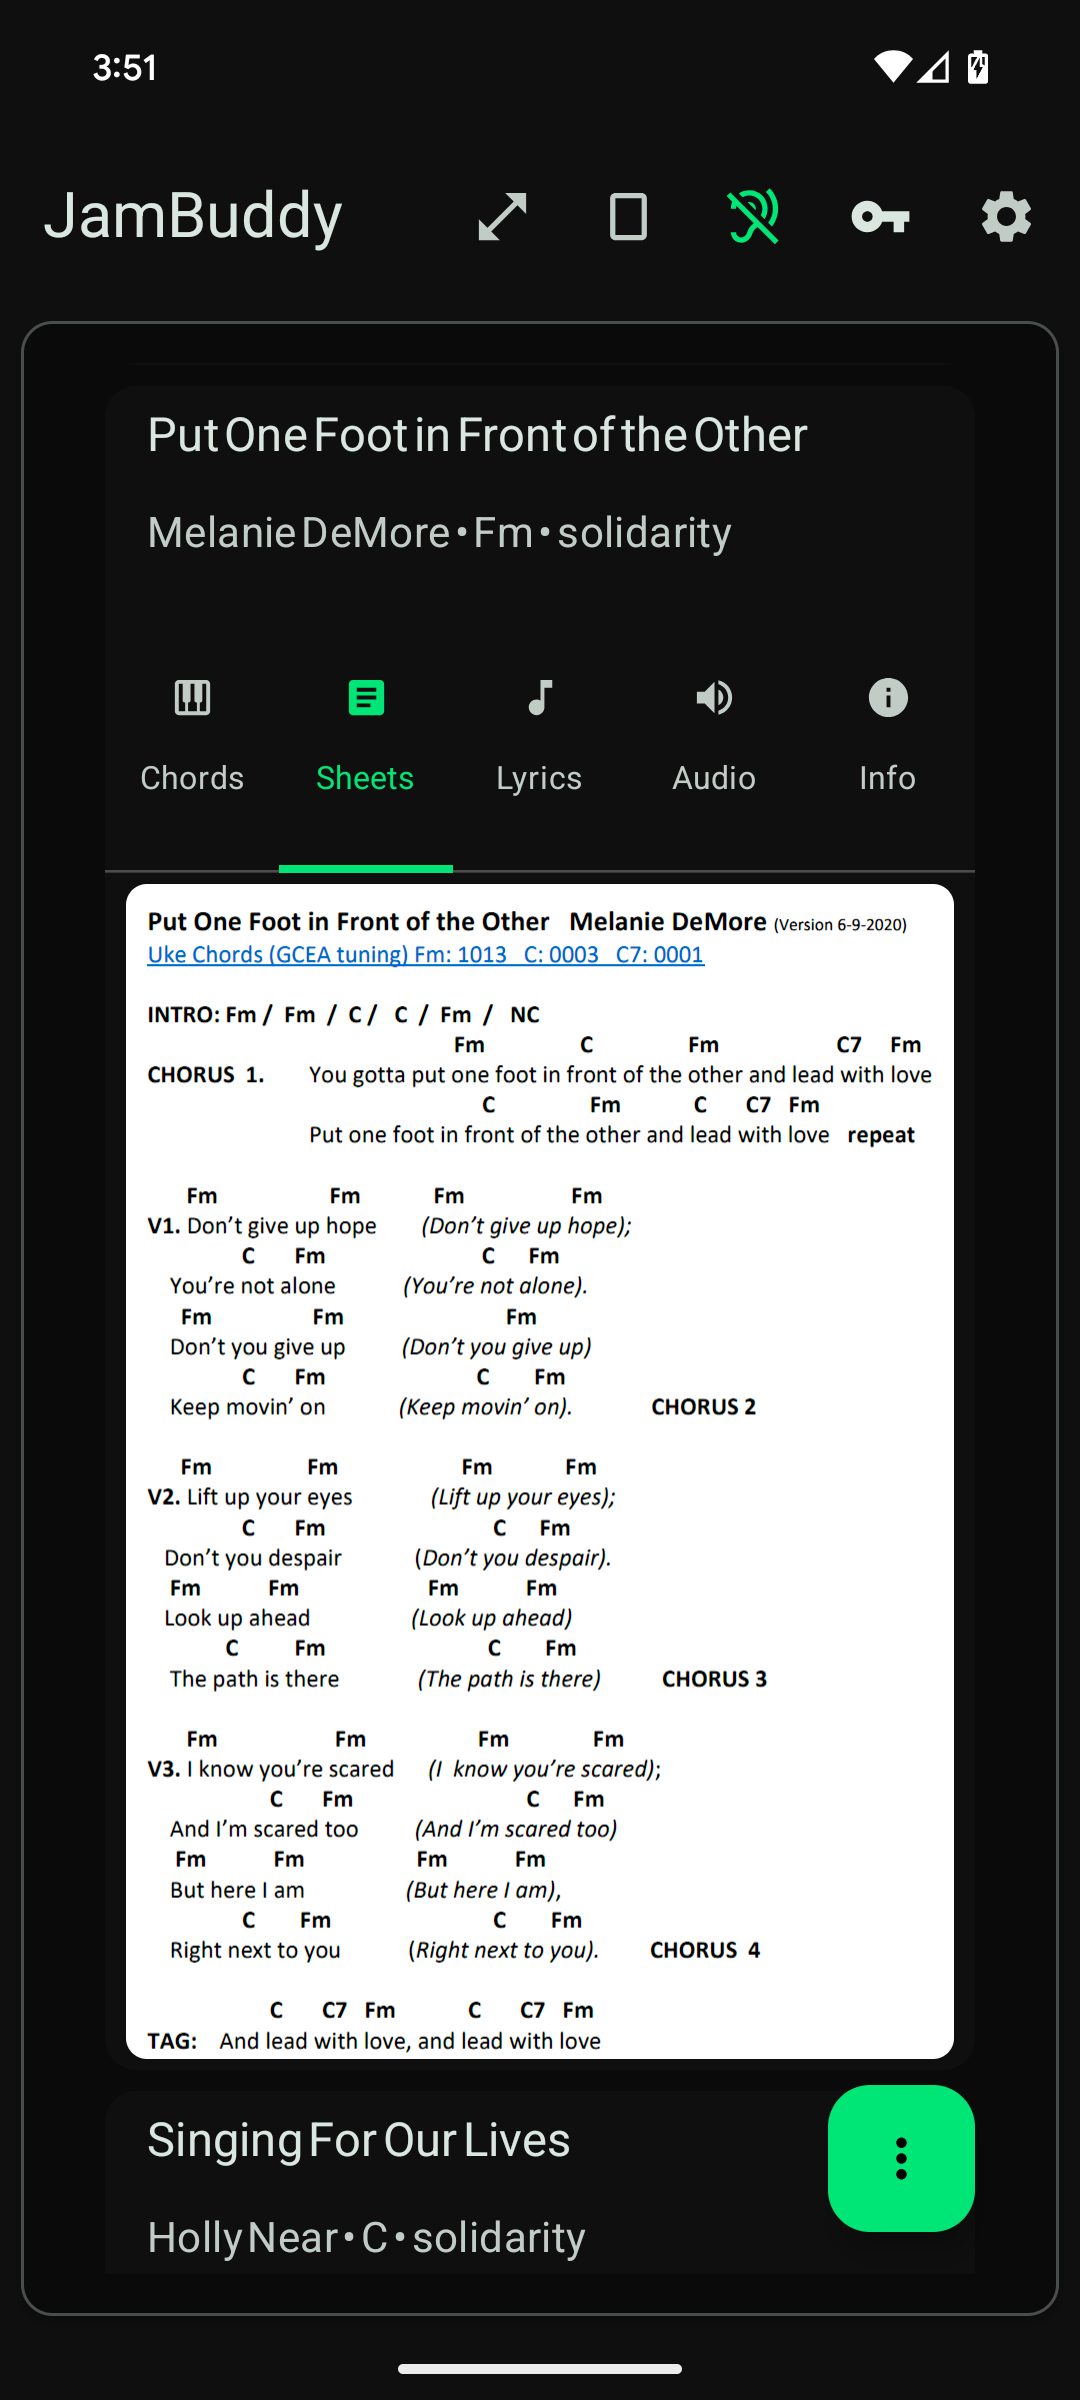 3:51
JamBuddy
Put One Foot in Front of the Other
Melanie DeMore • Fm • solidarity
Chords Sheets Lyrics Audio Info
Put One Foot in Front of the Other Melanie DeMore (Version 6-9-2020)
Uke Chords (GCEA tuning) Fm: 1013 C: 0003 C7: 0001
INTRO: Fm / Fm / C / C / Fm / NC
Fm C Fm C7 Fm
CHORUS 1. You gotta put one foot in front of the other and lead with love
C Fm C C7 Fm
Put one foot in front of the other and lead with love repeat
Fm Fm Fm Fm
V1. Don’t give up hope (Don’t give up hope);
C Fm C Fm
You’re not alone (You’re not alone).
Fm Fm Fm
Don’t you give up (Don’t you give up)
C Fm C Fm
Keep movin’ on (Keep movin’ on). CHORUS 2
Fm Fm Fm Fm
V2. Lift up your eyes (Lift up your eyes);
C Fm C Fm
Don’t you despair (Don’t you despair).
Fm Fm Fm Fm
Look up ahead (Look up ahead)
C Fm C Fm
The path is there (The path is there) CHORUS 3
Fm Fm Fm Fm
V3. I know you’re scared (I know you’re scared);
C Fm C Fm
And I’m scared too (And I’m scared too)
Fm Fm Fm Fm
But here I am (But here I am),
C Fm C Fm
Right next to you (Right next to you). CHORUS 4
C C7 Fm C C7 Fm
TAG: And lead with love, and lead with love
Singing For Our Lives
Holly Near • C • solidarity